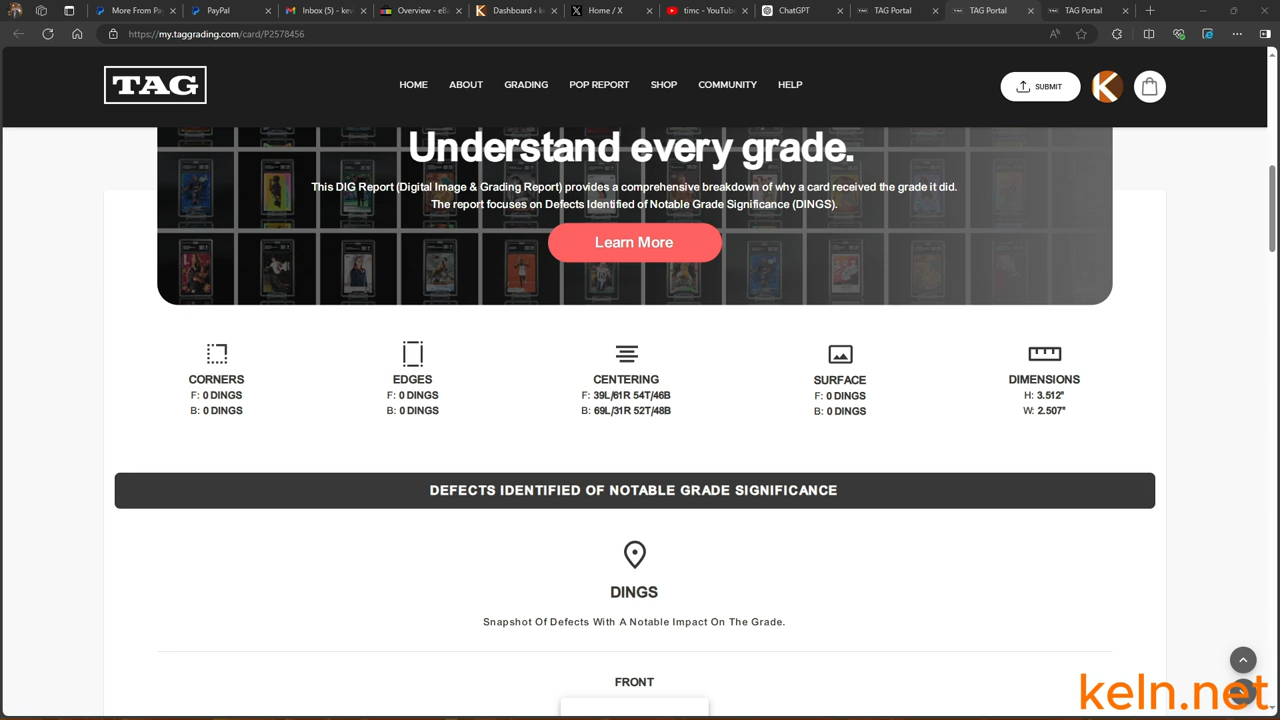 More From Pag
PayPal
Inbox (5) - kev
Overview - eBa
Dashboard < ke
Home / X
timc - YouTube
ChatGPT
TAG Portal
TAG Portal
TAG Portal
https://my.taggrading.com/card/P2578456
TAG
HOME
ABOUT
GRADING
POP REPORT
SHOP
COMMUNITY
HELP
SUBMIT
K
Understand every grade.
This DIG Report (Digital Image & Grading Report) provides a comprehensive breakdown of why a card received the grade it did.
The report focuses on Defects Identified of Notable Grade Significance (DINGS).
Learn More
CORNERS
F: 0 DINGS
B: 0 DINGS
EDGES
F: 0 DINGS
B: 0 DINGS
CENTERING
F: 39L/61R 54T/46B
B: 69L/31R 52T/48B
SURFACE
F: 0 DINGS
B: 0 DINGS
DIMENSIONS
H: 3.512"
W: 2.507"
DEFECTS IDENTIFIED OF NOTABLE GRADE SIGNIFICANCE
DINGS
Snapshot Of Defects With A Notable Impact On The Grade.
FRONT
keln.net